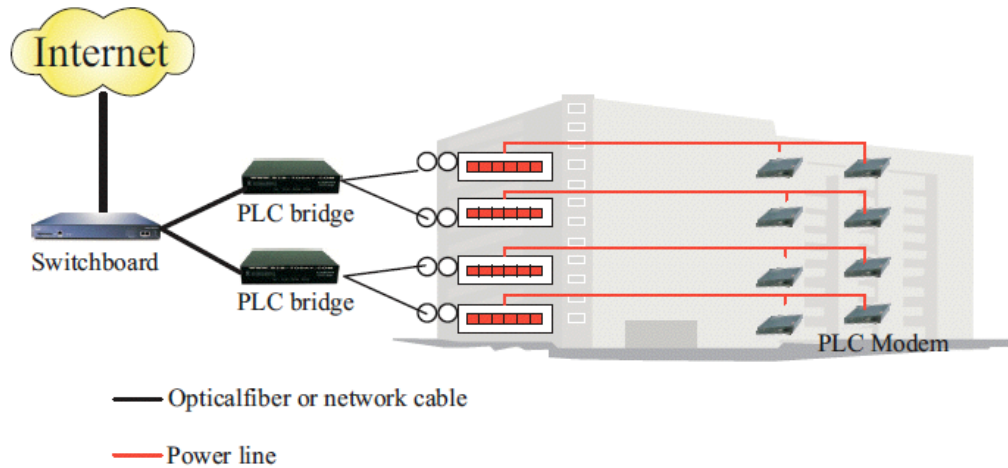 Internet
PLC bridge
Switchboard
PLC bridge
PLC Modem
Opticalfiber or network cable
Power line